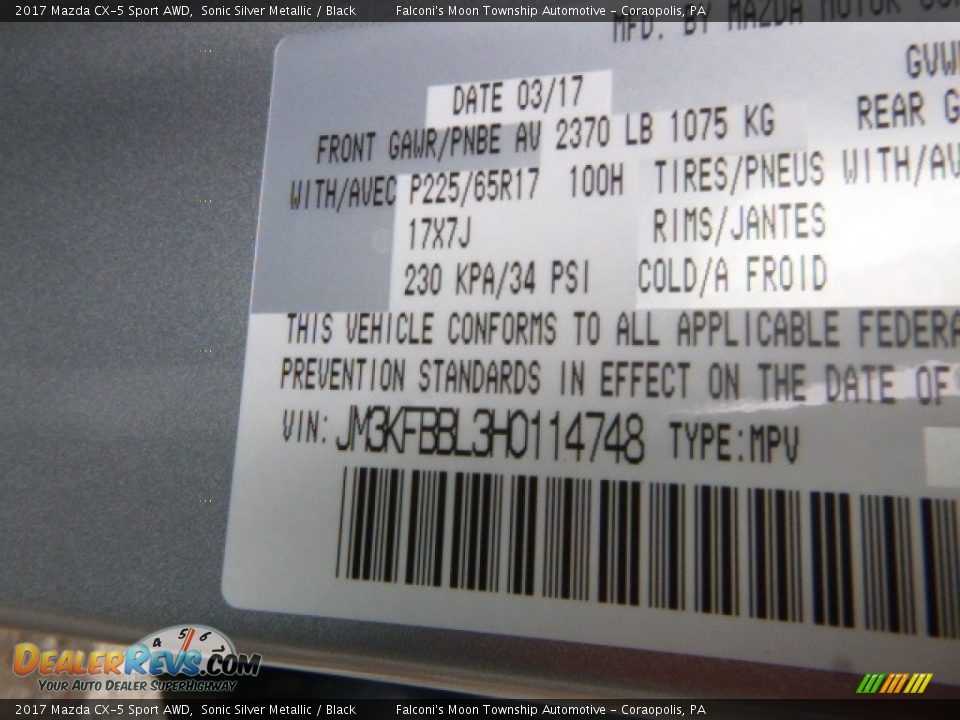 2017 Mazda CX-5 Sport AWD, Sonic Silver Metallic / Black Falconi's Moon Township Automotive - Coraopolis, PA
MFD. BY MAZDA MOTOR
DATE 03/17
FRONT GAWR/PNBE AV 2370 LB 1075 KG REAR
WITH/AVEC P225/65R17 100H TIRES/PNEUS WITH/AV
17X7J RIMS/JANTES
230 KPA/34 PSI COLD/A FROID
THIS VEHICLE CONFORMS TO ALL APPLICABLE FEDERA
PREVENTION STANDARDS IN EFFECT ON THE DATE OF
VIN: JM3KFBBL3H0114748 TYPE:MPV
4 5 6
DealerRevs.com
Your Auto Dealer SuperHighway
2017 Mazda CX-5 Sport AWD, Sonic Silver Metallic / Black Falconi's Moon Township Automotive - Coraopolis, PA